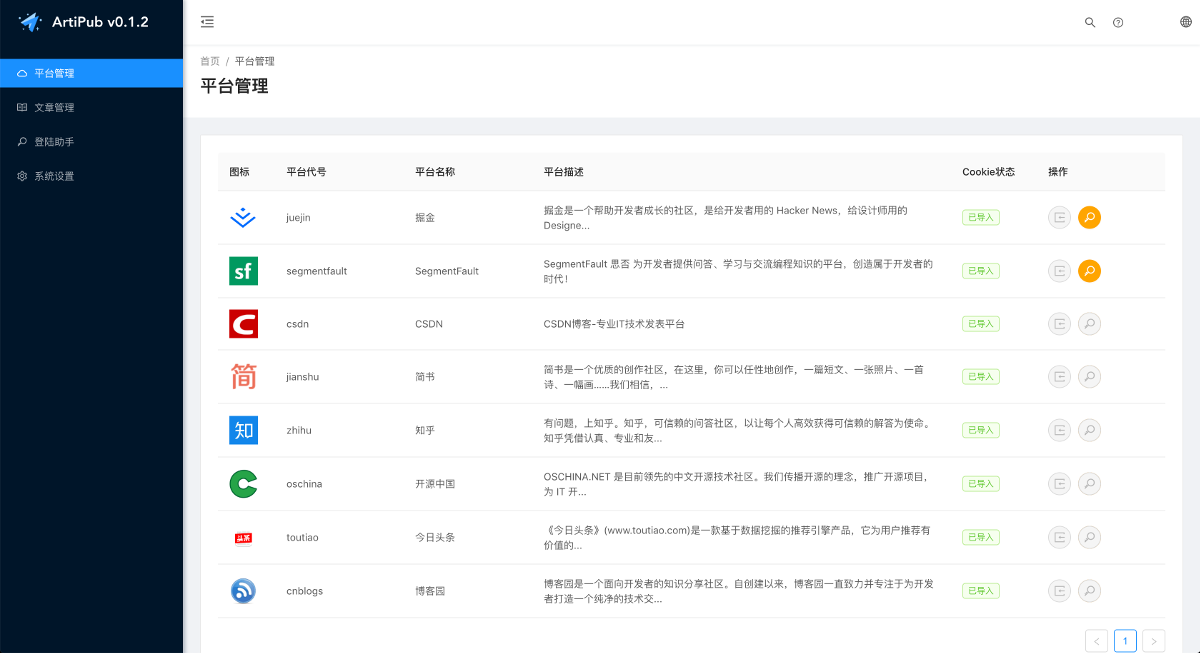 ArtiPub v0.1.2
平台管理
文章管理
登陆助手
系统设置
首页 / 平台管理
平台管理
图标 平台代号 平台名称 平台描述 Cookie状态 操作
juejin 掘金 掘金是一个帮助开发者成长的社区，是给开发者用的 Hacker News，给设计师用的 已导入
Designe...
sf segmentfault SegmentFault SegmentFault 思否 为开发者提供问答、学习与交流编程知识的平台，创造属于开发者的 已导入
时代！
csdn CSDN CSDN博客-专业IT技术发表平台 已导入
简 jianshu 简书 简书是一个优质的创作社区，在这里，你可以任性地创作，一篇短文、一张照片、一首 已导入
诗、一幅画……我们相信，...
知 zhihu 知乎 有问题，上知乎。知乎，可信赖的问答社区，以让每个人高效获得可信赖的解答为使命。 已导入
知乎凭借认真、专业和友...
oschina 开源中国 OSCHINA.NET 是目前领先的中文开源技术社区。我们传播开源的理念，推广开源项目， 已导入
为 IT 开...
头条 toutiao 今日头条 《今日头条》(www.toutiao.com)是一款基于数据挖掘的推荐引擎产品，它为用户推荐有 已导入
价值的...
cnblogs 博客园 博客园是一个面向开发者的知识分享社区。自创建以来，博客园一直致力并专注于为开发 已导入
者打造一个纯净的技术交...
< 1 >